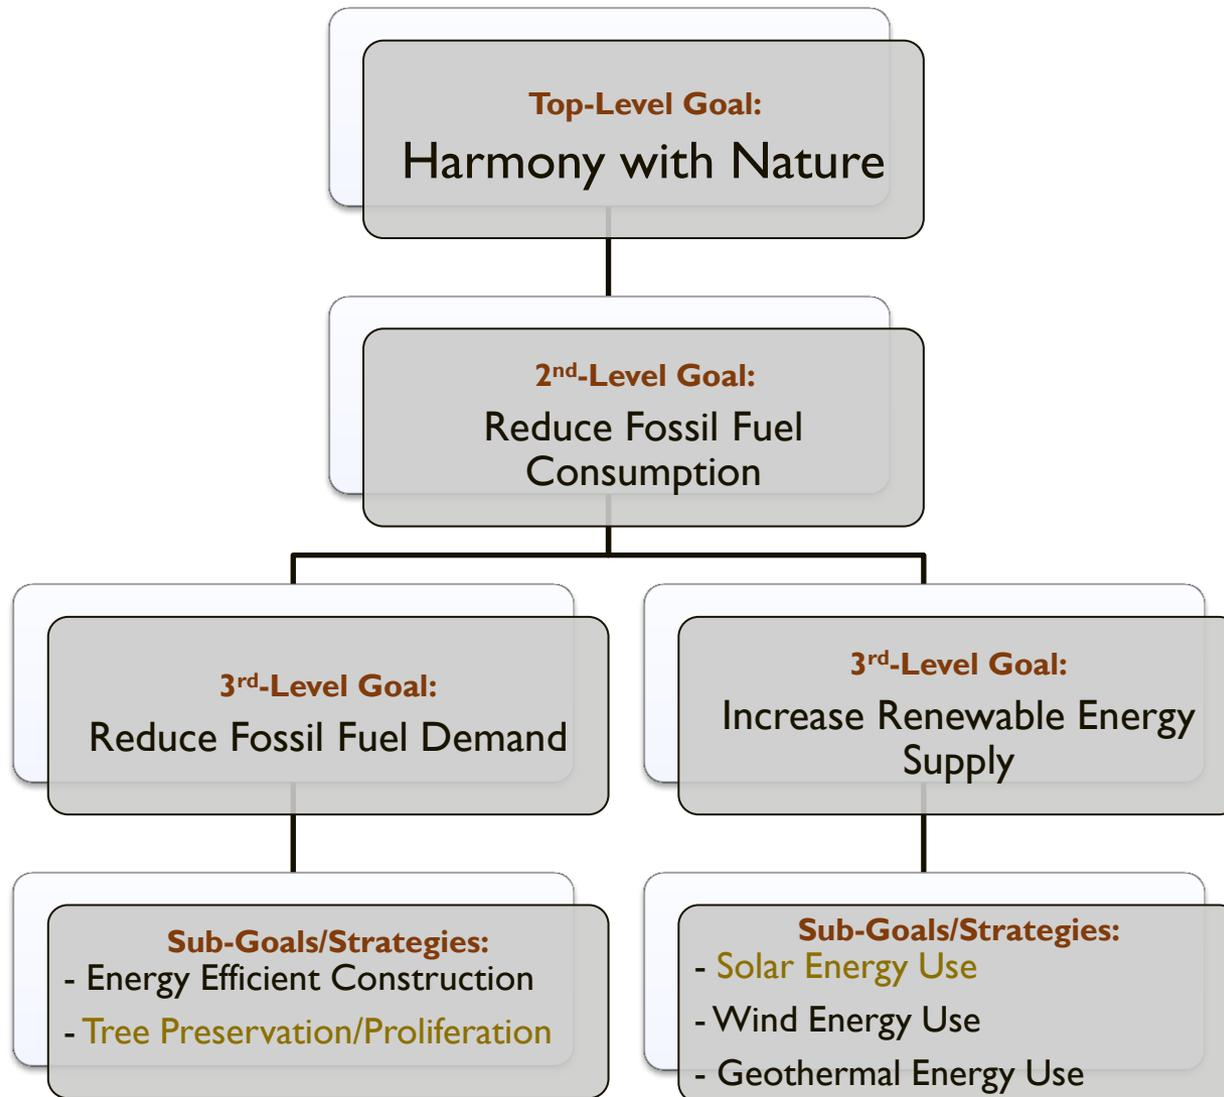 Top-Level Goal:
Harmony with Nature
2nd-Level Goal:
Reduce Fossil Fuel
Consumption
3rd-Level Goal:
Reduce Fossil Fuel Demand
3rd-Level Goal:
Increase Renewable Energy
Supply
Sub-Goals/Strategies:
- Energy Efficient Construction
- Tree Preservation/Proliferation
Sub-Goals/Strategies:
- Solar Energy Use
- Wind Energy Use
- Geothermal Energy Use